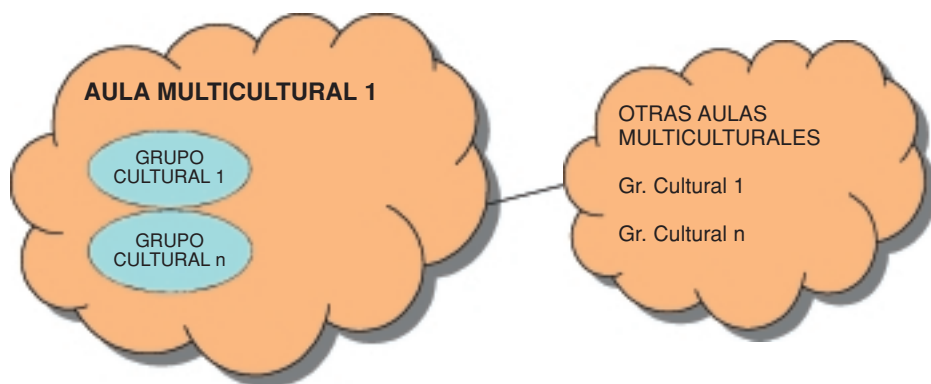 AULA MULTICULTURAL 1
GRUPO
CULTURAL 1
GRUPO
CULTURAL n
OTRAS AULAS
MULTICULTURALES
Gr. Cultural 1
Gr. Cultural n